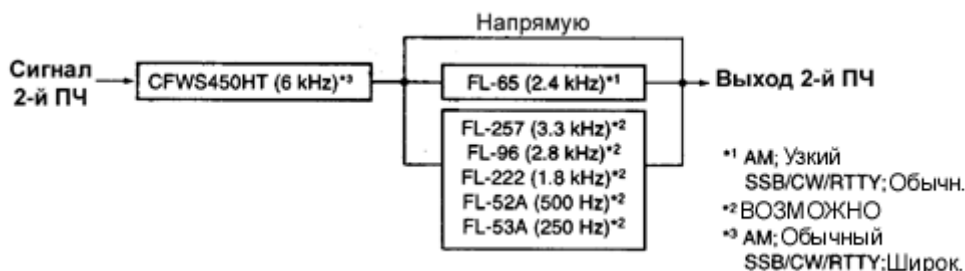 Напрямую
Сигнал
2-й ПЧ
CFWS450HT (6 kHz)*3
FL-65 (2.4 kHz)*1
Выход 2-й ПЧ
FL-257 (3.3 kHz)*2
FL-96 (2.8 kHz)*2
FL-222 (1.8 kHz)*2
FL-52A (500 Hz)*2
FL-53A (250 Hz)*2
*1 AM; Узкий
SSB/CW/RTTY; Обычн.
*2 ВОЗМОЖНО
*3 AM; Обычный
SSB/CW/RTTY; Широк.